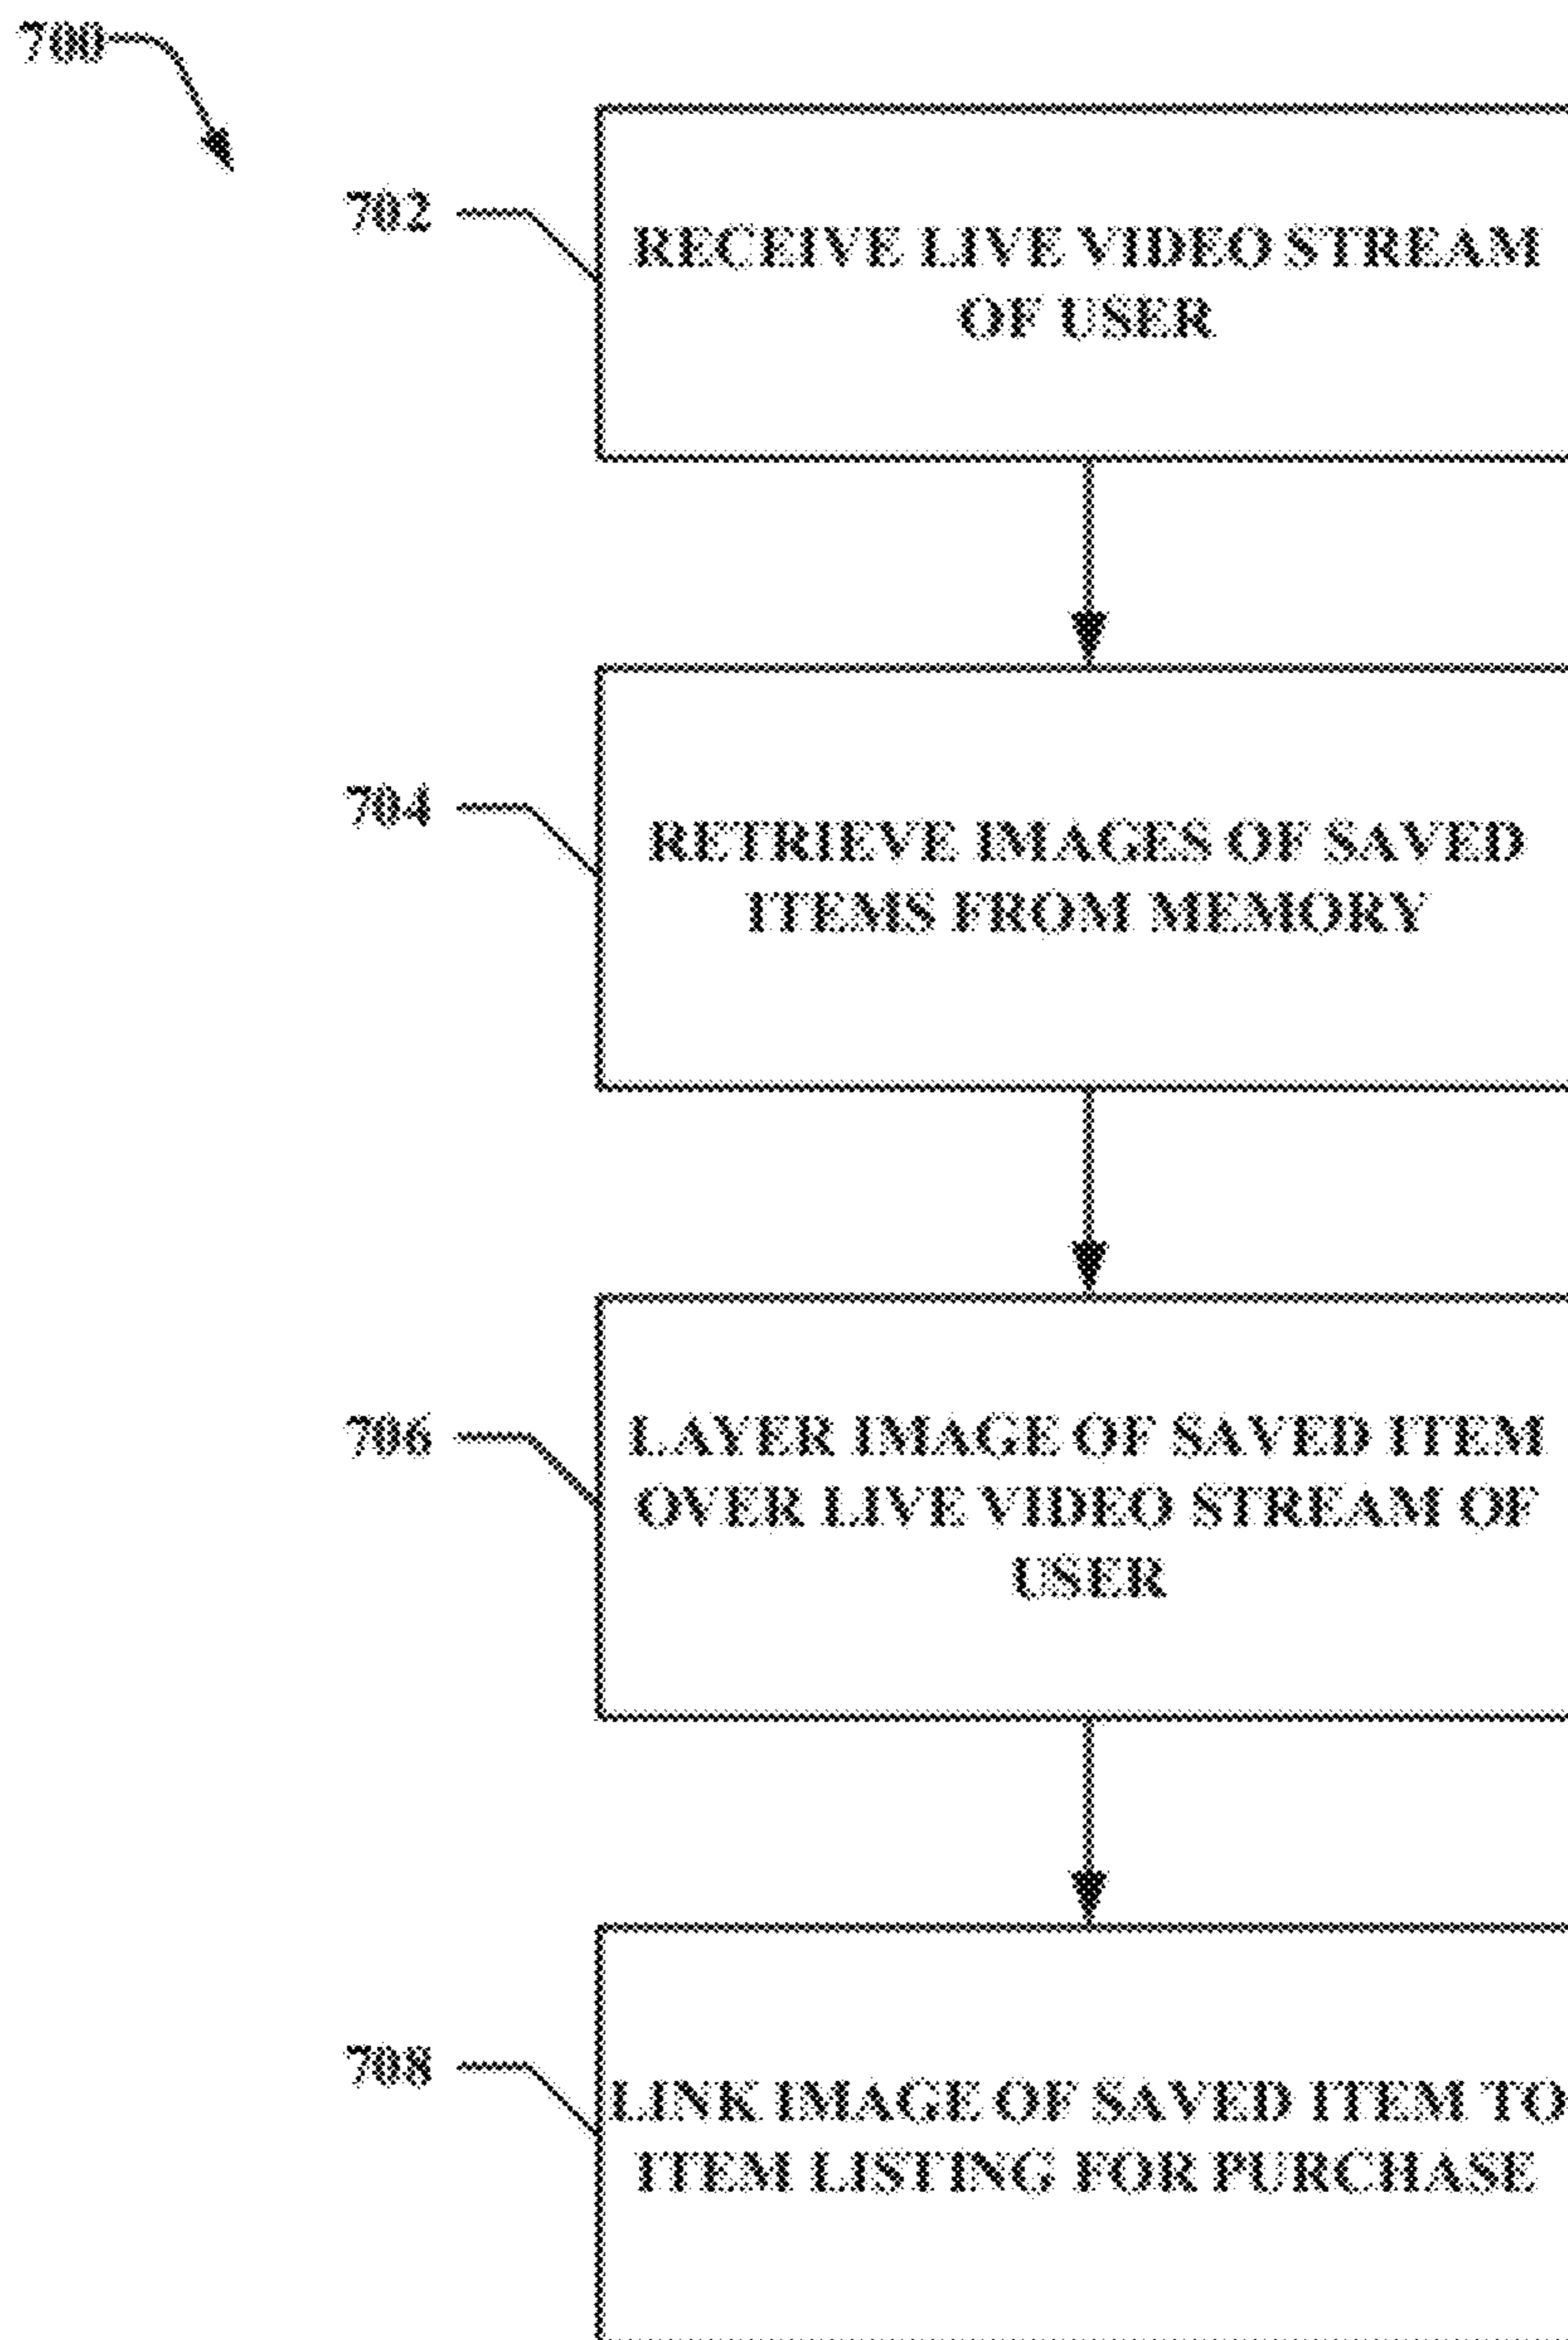 700
702
RECEIVE LIVE VIDEO STREAM
OF USER
704
RETRIEVE IMAGES OF SAVED
ITEMS FROM MEMORY
706
LAYER IMAGE OF SAVED ITEM
OVER LIVE VIDEO STREAM OF
USER
708
LINK IMAGE OF SAVED ITEM TO
ITEM LISTING FOR PURCHASE